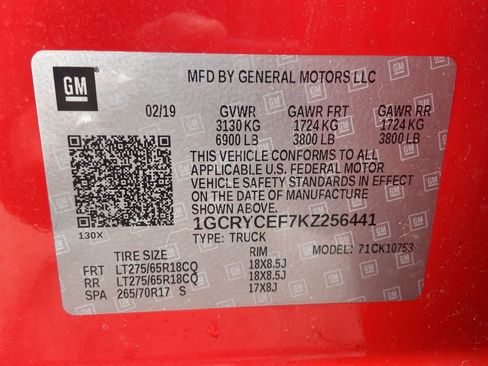 GM
MFD BY GENERAL MOTORS LLC
02/19 GVWR GAWR FRT GAWR RR
3130 KG 1724 KG 1724 KG
6900 LB 3800 LB 3800 LB
THIS VEHICLE CONFORMS TO ALL
APPLICABLE U.S. FEDERAL MOTOR
VEHICLE SAFETY STANDARDS IN EFFECT
ON THE DATE OF MANUFACTURE
SHOWN ABOVE.
1GCRYCEF7KZ256441
130X TYPE: TRUCK MODEL: 71CK10753
TIRE SIZE RIM
FRT LT275/65R18CQ 18X8.5J
RR LT275/65R18CQ 18X8.5J
SPA 265/70R17 S 17X8J